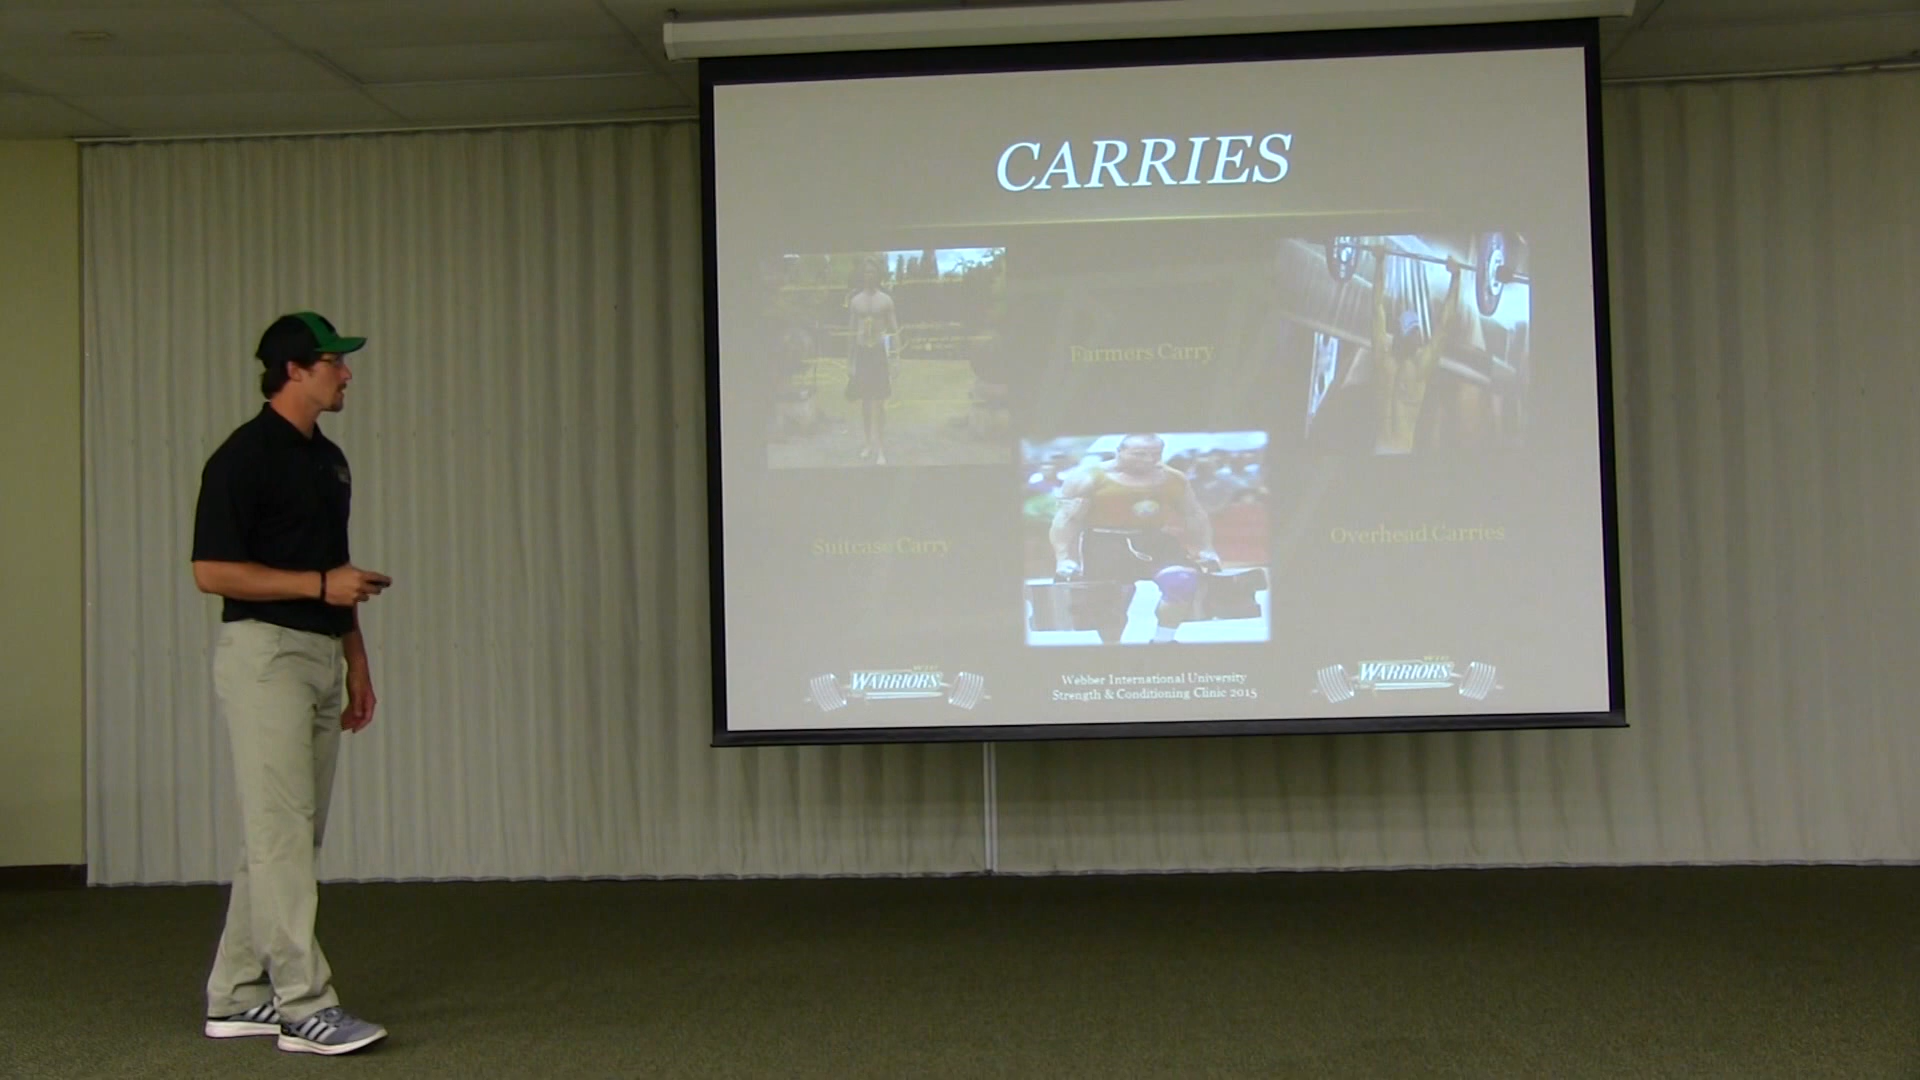 CARRIES
Farmers Carry
Suitcase Carry
Overhead Carries
WARRIORS
Webber International University
Strength & Conditioning Clinic 2015
WARRIORS